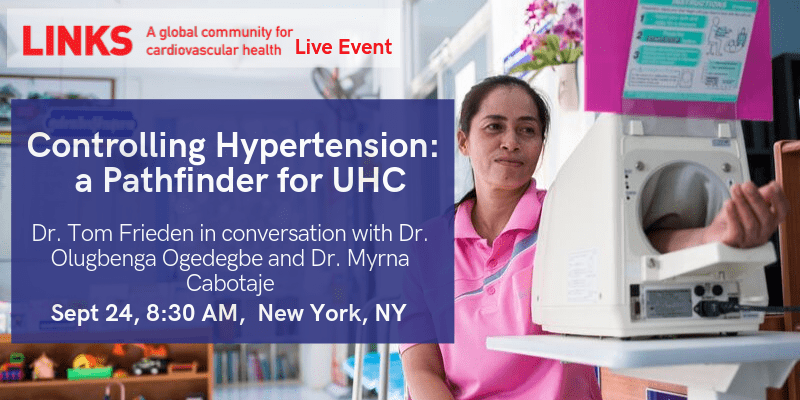 LINKS
A global community for
cardiovascular health
Live Event
Controlling Hypertension:
a Pathfinder for UHC
Dr. Tom Frieden in conversation with Dr.
Olugbenga Ogedegbe and Dr. Myrna
Cabotaje
Sept 24, 8:30 AM, New York, NY
INSTRUCTIONS